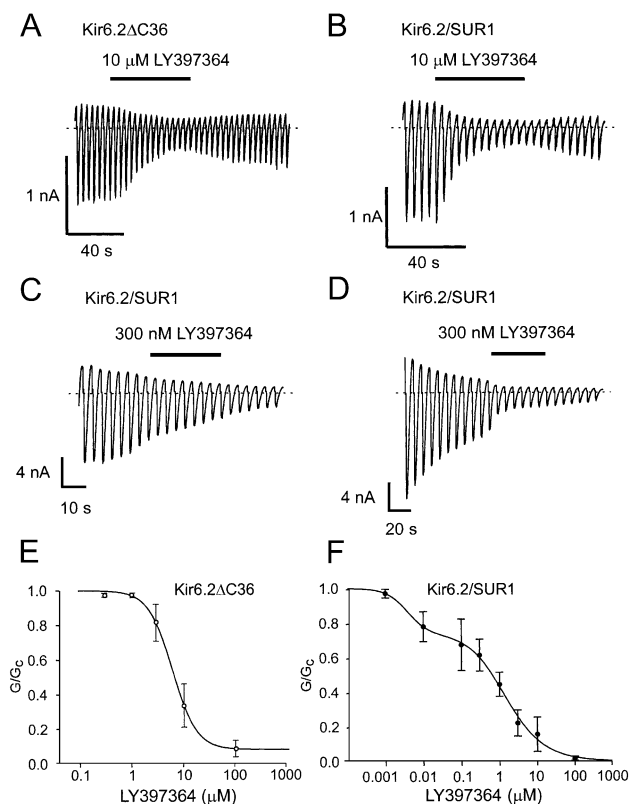 A
Kir6.2ΔC36
10 μM LY397364
1 nA
40 s
B
Kir6.2/SUR1
10 μM LY397364
1 nA
40 s
C
Kir6.2/SUR1
300 nM LY397364
4 nA
10 s
D
Kir6.2/SUR1
300 nM LY397364
4 nA
20 s
E
Kir6.2ΔC36
1.0
0.8
0.6
0.4
0.2
0.0
G/Gc
0.1 1 10 100 1000
LY397364 (μM)
F
Kir6.2/SUR1
1.0
0.8
0.6
0.4
0.2
0.0
G/Gc
0.001 0.01 0.1 1 10 100 1000
LY397364 (μM)